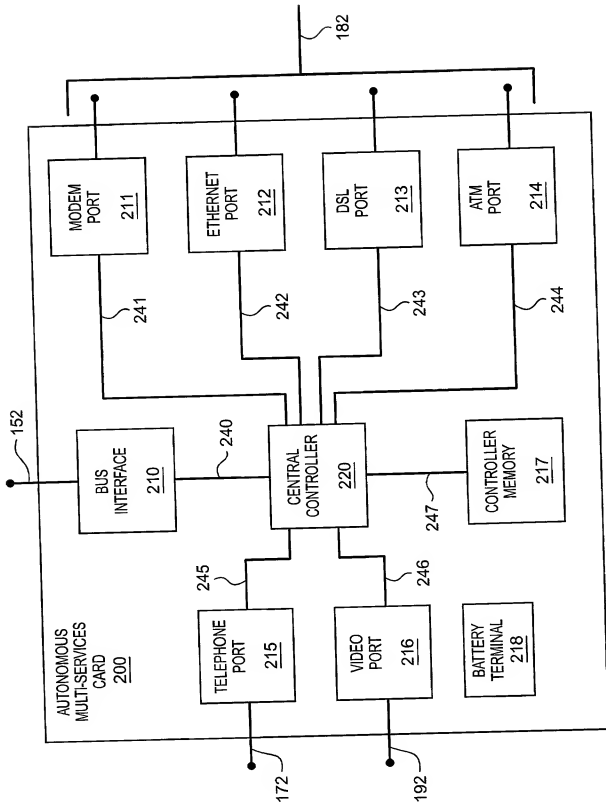 182
152
AUTONOMOUS
MULTI-SERVICES
CARD
200
BUS
INTERFACE
210
240
MODEM
PORT
211
241
ETHERNET
PORT
212
242
DSL
PORT
213
243
ATM
PORT
214
244
CENTRAL
CONTROLLER
220
245
TELEPHONE
PORT
215
172
246
VIDEO
PORT
216
192
247
CONTROLLER
MEMORY
217
BATTERY
TERMINAL
218